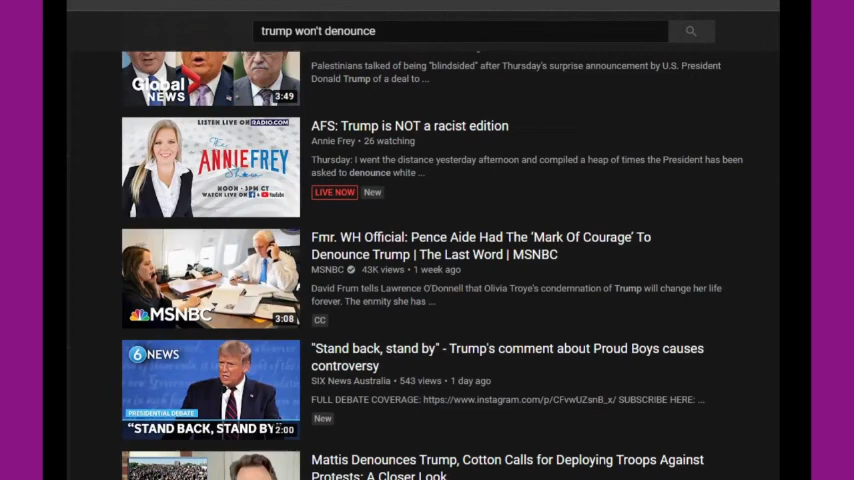 trump won't denounce
Palestinians talked of being "blindsided" after Thursday's surprise announcement by U.S. President
Donald Trump of a deal to ...
Global
NEWS
3:49
LISTEN LIVE ON RADIO.COM
The
ANNIE FREY
Show
NOON - 3PM CT
WATCH LIVE ON f & YouTube
AFS: Trump is NOT a racist edition
Annie Frey • 26 watching
Thursday: I went the distance yesterday afternoon and compiled a heap of times the President has been
asked to denounce white ...
LIVE NOW New
Fmr. WH Official: Pence Aide Had The ‘Mark Of Courage’ To
Denounce Trump | The Last Word | MSNBC
MSNBC 43K views • 1 week ago
David Frum tells Lawrence O'Donnell that Olivia Troye's condemnation of Trump will change her life
forever. The enmity she has ...
CC
MSNBC
3:08
6 NEWS
PRESIDENTIAL DEBATE
“STAND BACK, STAND BY
2:00
"Stand back, stand by" - Trump's comment about Proud Boys causes
controversy
SIX News Australia • 543 views • 1 day ago
FULL DEBATE COVERAGE: https://www.instagram.com/p/CFvwUZsnB_x/ SUBSCRIBE HERE: ...
New
Mattis Denounces Trump, Cotton Calls for Deploying Troops Against
Protests: A Closer Look